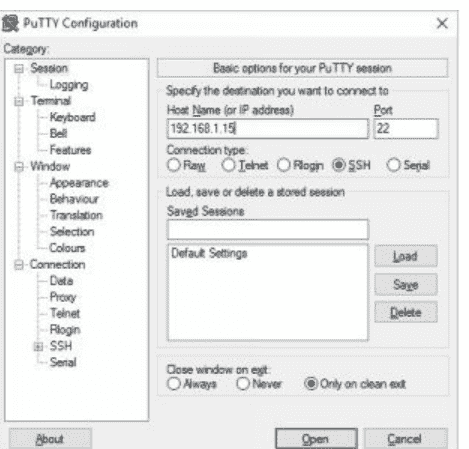 PuTTY Configuration
Category:
Session
Logging
Terminal
Keyboard
Bell
Features
Window
Appearance
Behaviour
Translation
Selection
Colours
Connection
Data
Proxy
Telnet
Rlogin
SSH
Serial
Basic options for your PuTTY session
Specify the destination you want to connect to
Host Name (or IP address) Port
192.168.1.15 22
Connection type:
Raw Telnet Rlogin SSH Serial
Load, save or delete a stored session
Saved Sessions
Default Settings
Load
Save
Delete
Close window on exit:
Always Never Only on clean exit
About Open Cancel